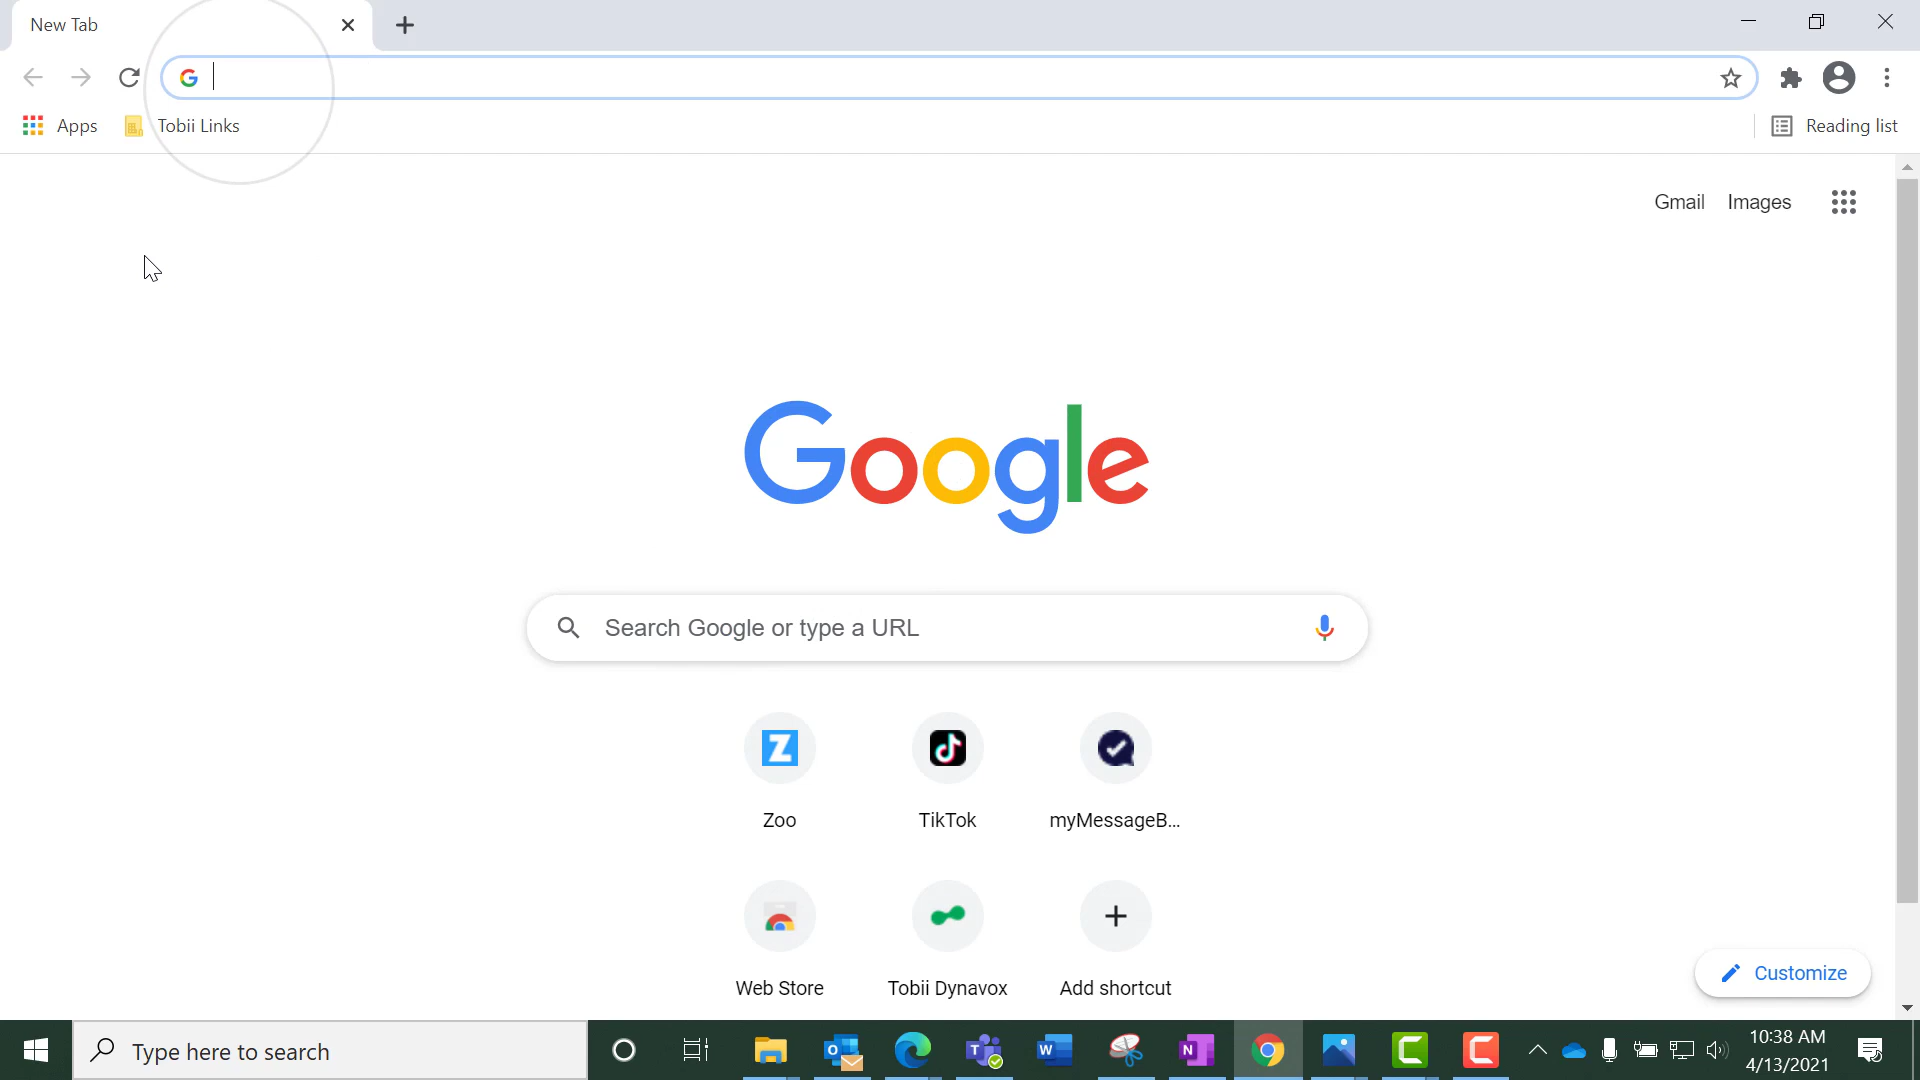 New Tab
Apps
Tobii Links
Reading list
Gmail
Images
Google
Search Google or type a URL
Zoo
TikTok
myMessageB...
Web Store
Tobii Dynavox
Add shortcut
Customize
Type here to search
10:38 AM
4/13/2021